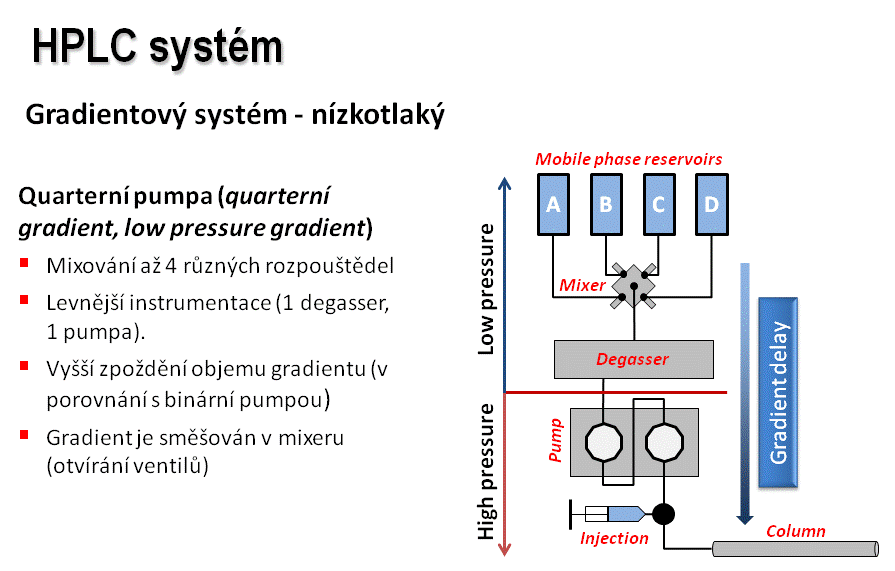 HPLC systém
Gradientový systém - nízkotlaký
Quarterní pumpa (quarterní
gradient, low pressure gradient)
Mixování až 4 různých rozpouštědel
Levnější instrumentace (1 degasser,
1 pumpa).
Vyšší zpoždění objemu gradientu (v
porovnání s binární pumpou)
Gradient je směšován v mixeru
(otvírání ventilů)
Mobile phase reservoirs
A B C D
Low pressure
Mixer
Degasser
Gradient delay
High pressure
Pump
Injection
Column